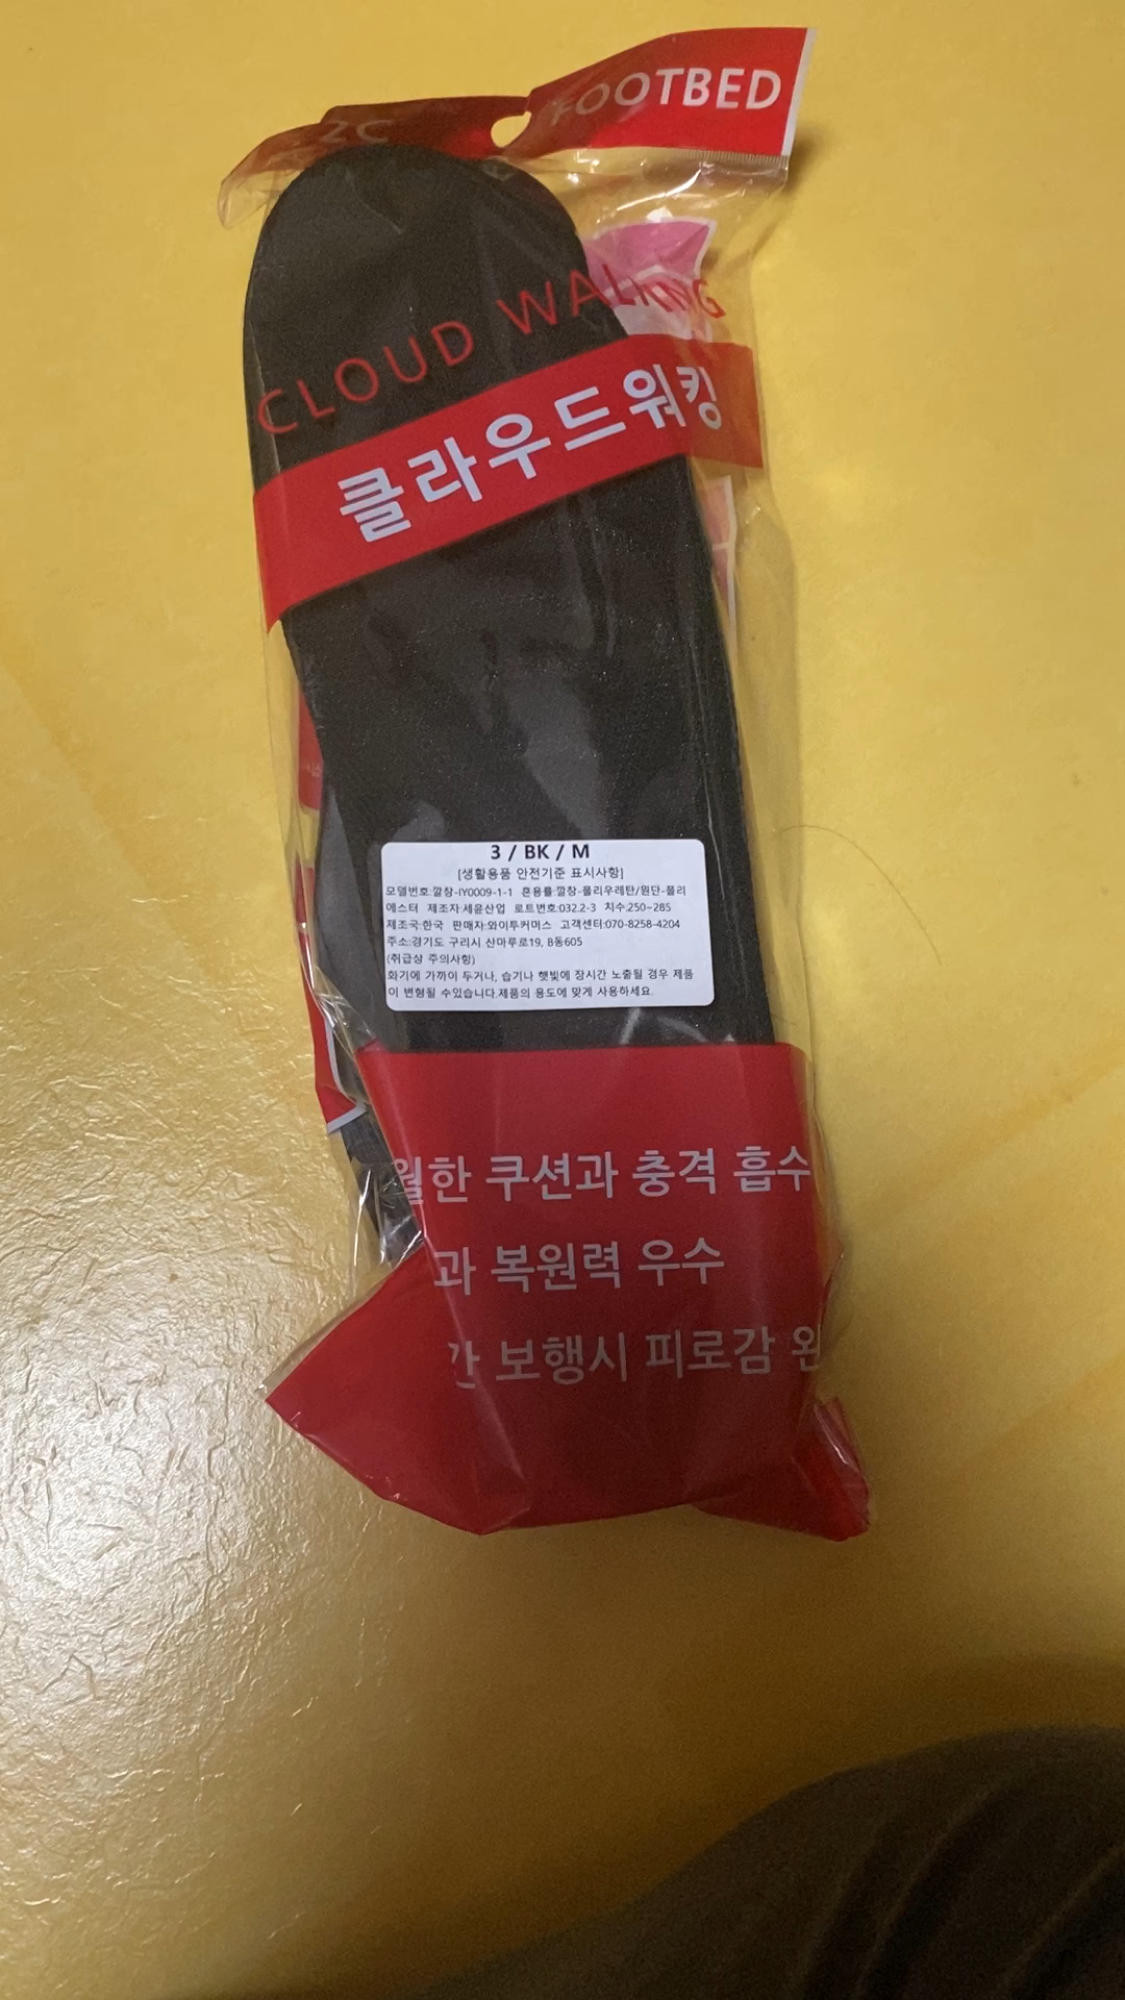 2C FOOTBED
CLOUD WALKING
클라우드워킹
3 / BK / M
[생활용품 안전기준 표시사항]
모델번호:깔창-IY0009-1-1 혼용률:깔창-폴리우레탄/원단-폴리
에스터 제조자:세윤산업 로트번호:032.2-3 치수:250~285
제조국:한국 판매자:와이투커머스 고객센터:070-8258-4204
주소:경기도 구리시 산마루로19, B동605
(취급상 주의사항)
화기에 가까이 두거나, 습기나 햇빛에 장시간 노출될 경우 제품
이 변형될 수있습니다.제품의 용도에 맞게 사용하세요.
월한 쿠션과 충격 흡수
과 복원력 우수
간 보행시 피로감 완